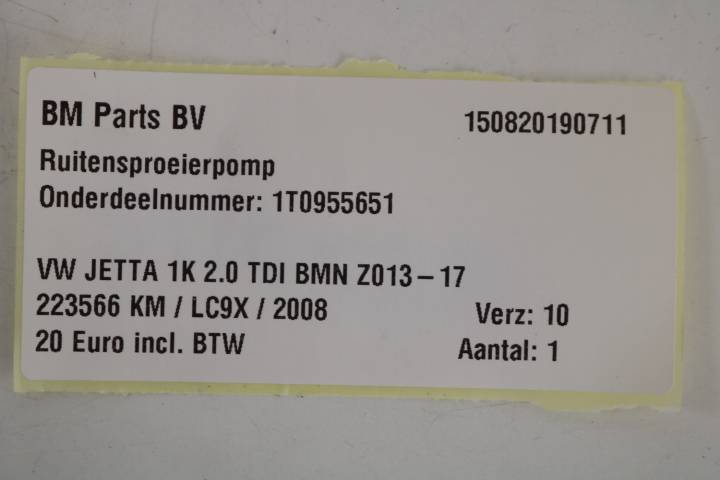 BM Parts BV 150820190711
Ruitensproeierpomp
Onderdeelnummer: 1T0955651
VW JETTA 1K 2.0 TDI BMN Z013-17
223566 KM / LC9X / 2008 Verz: 10
20 Euro incl. BTW Aantal: 1